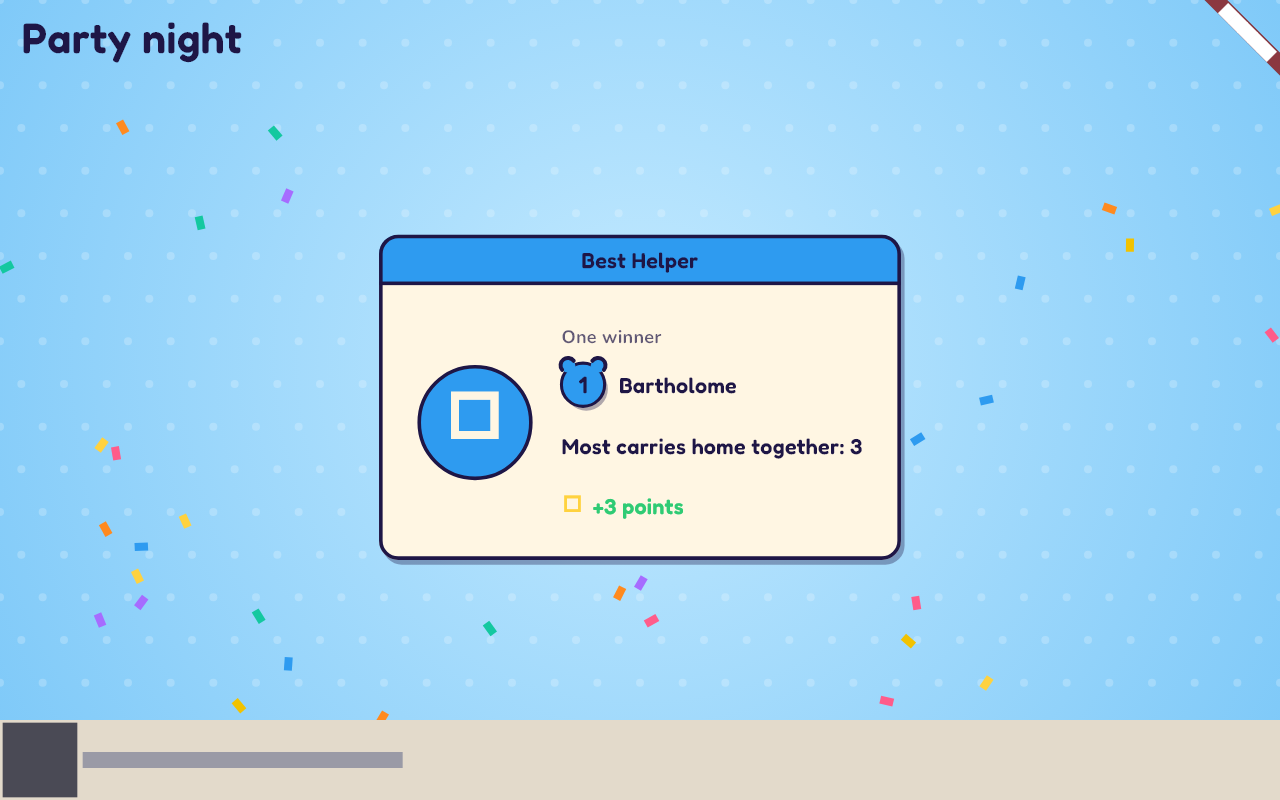 Party night
Best Helper
One winner
1 Bartholome
Most carries home together: 3
+3 points